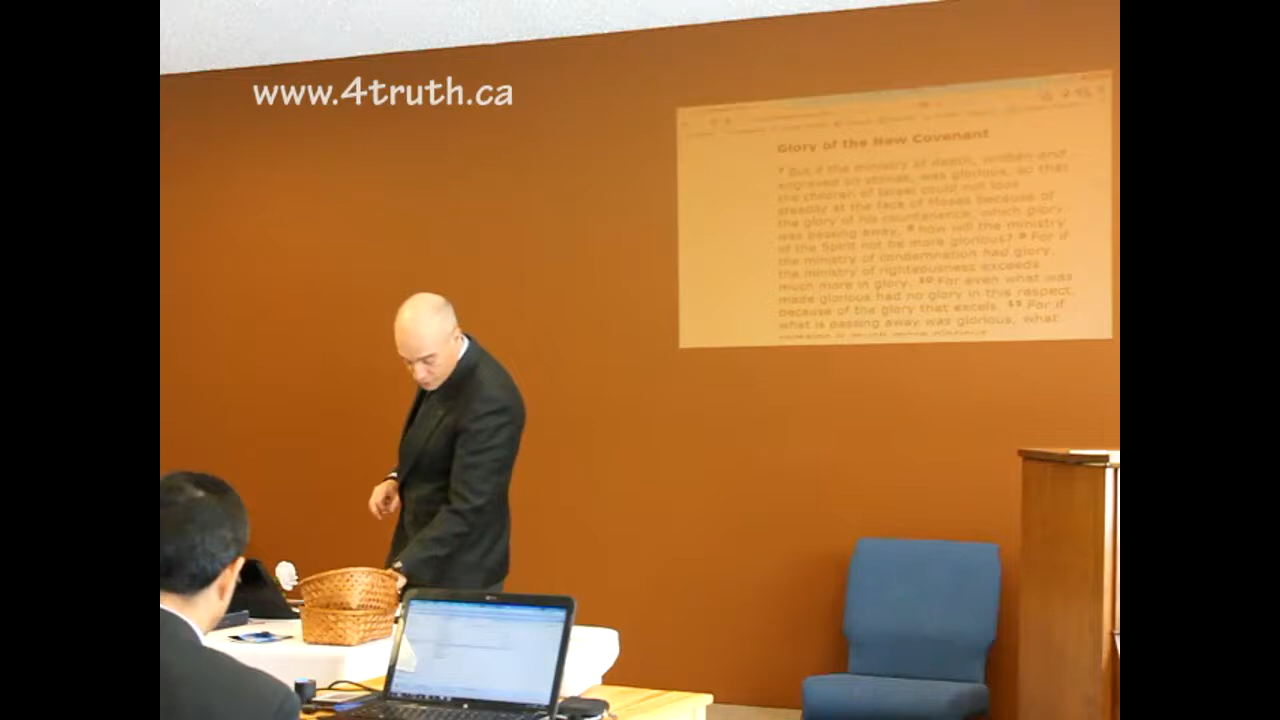 www.4truth.ca
Glory of the New Covenant
7 But if the ministry of death, written and
engraved on stones, was glorious, so that
the children of Israel could not look
steadily at the face of Moses because of
the glory of his countenance, which glory
was passing away, 8 how will the ministry
of the Spirit not be more glorious? 9 For if
the ministry of condemnation had glory,
the ministry of righteousness exceeds
much more in glory. 10 For even what was
made glorious had no glory in this respect,
because of the glory that excels. 11 For if
what is passing away was glorious, what
remains is much more glorious.